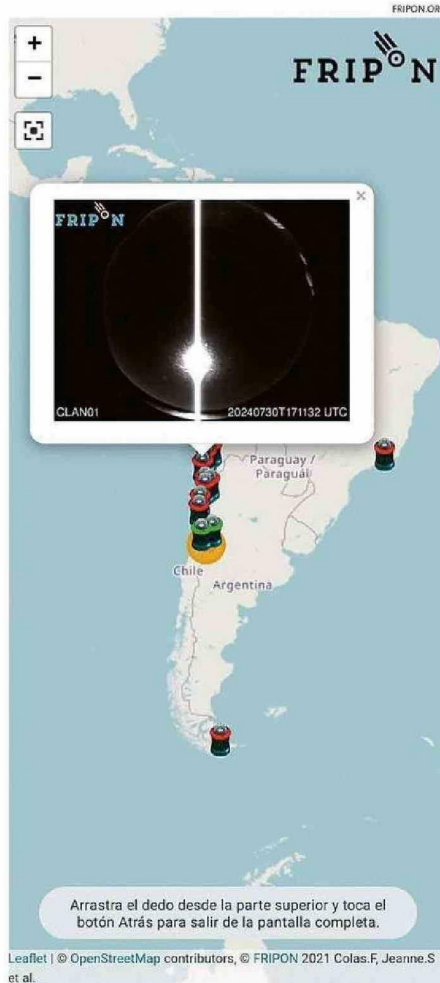 FRIPON.OR
+
FRIPON
−
×
FRIPON
CLAN01 20240730T171132 UTC
Paraguay /
Paraguái
Chile
Argentina
Arrastra el dedo desde la parte superior y toca el
botón Atrás para salir de la pantalla completa.
Leaflet | © OpenStreetMap contributors, © FRIPON 2021 Colas.F, Jeanne.S
et al.